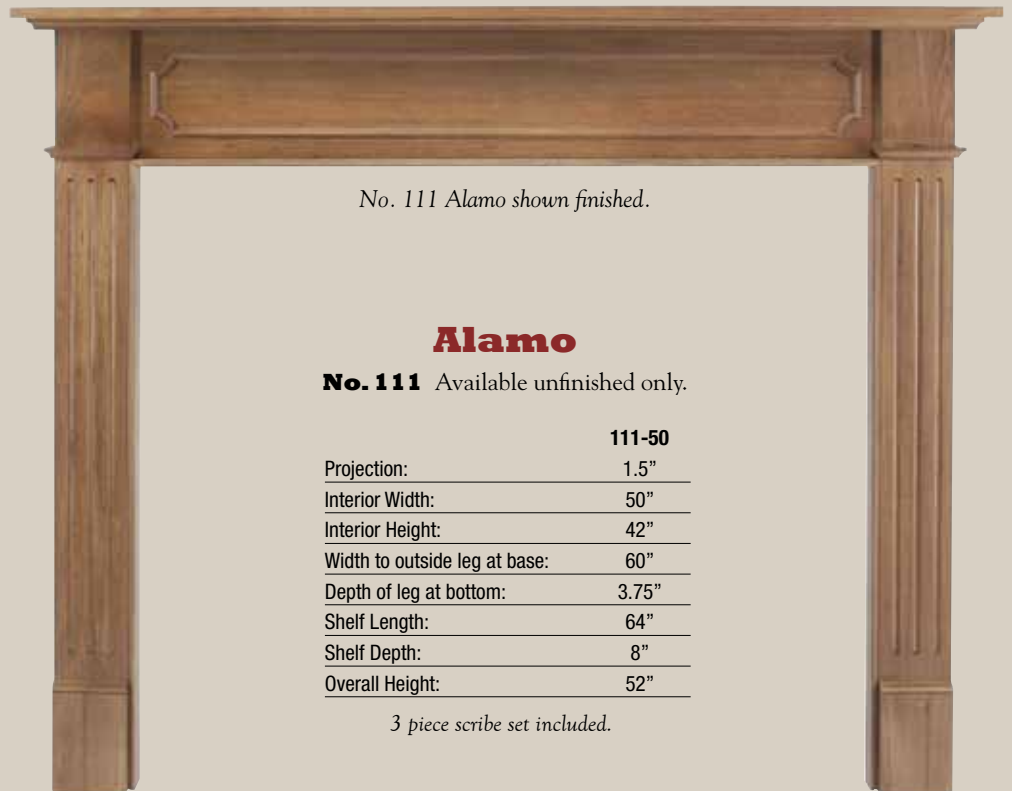 No. 111 Alamo shown finished.
Alamo
No. 111 Available unfinished only.
111-50
Projection: 1.5”
Interior Width: 50”
Interior Height: 42”
Width to outside leg at base: 60”
Depth of leg at bottom: 3.75”
Shelf Length: 64”
Shelf Depth: 8”
Overall Height: 52”
3 piece scribe set included.